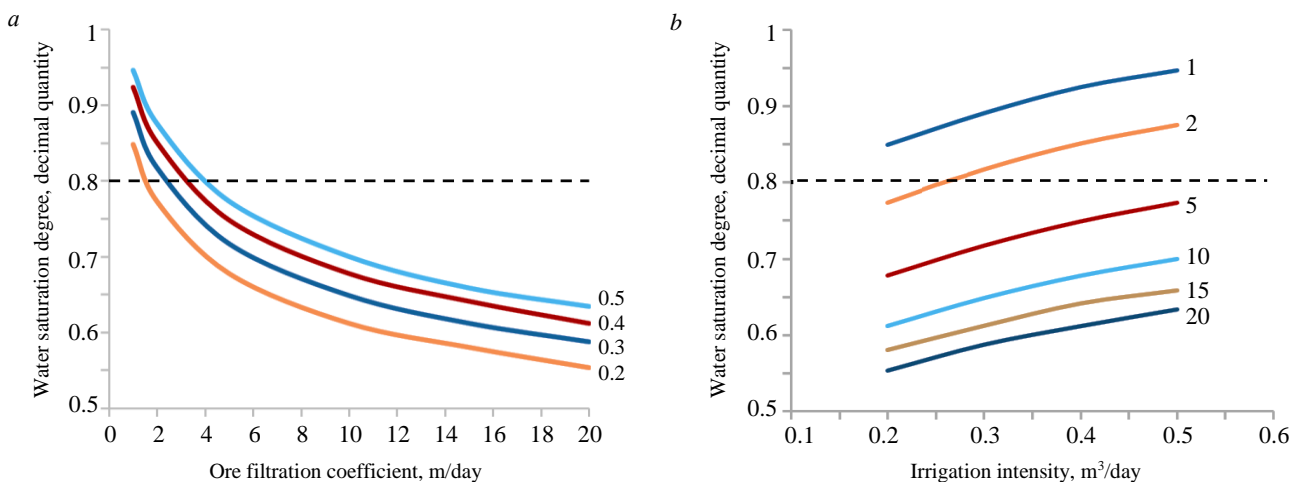 a
Water saturation degree, decimal quantity
1
0.9
0.8
0.7
0.6
0.5
0.5
0.4
0.3
0.2
0 2 4 6 8 10 12 14 16 18 20
Ore filtration coefficient, m/day
b
Water saturation degree, decimal quantity
1
0.9
0.8
0.7
0.6
0.5
1
2
5
10
15
20
0.1 0.2 0.3 0.4 0.5 0.6
Irrigation intensity, m³/day